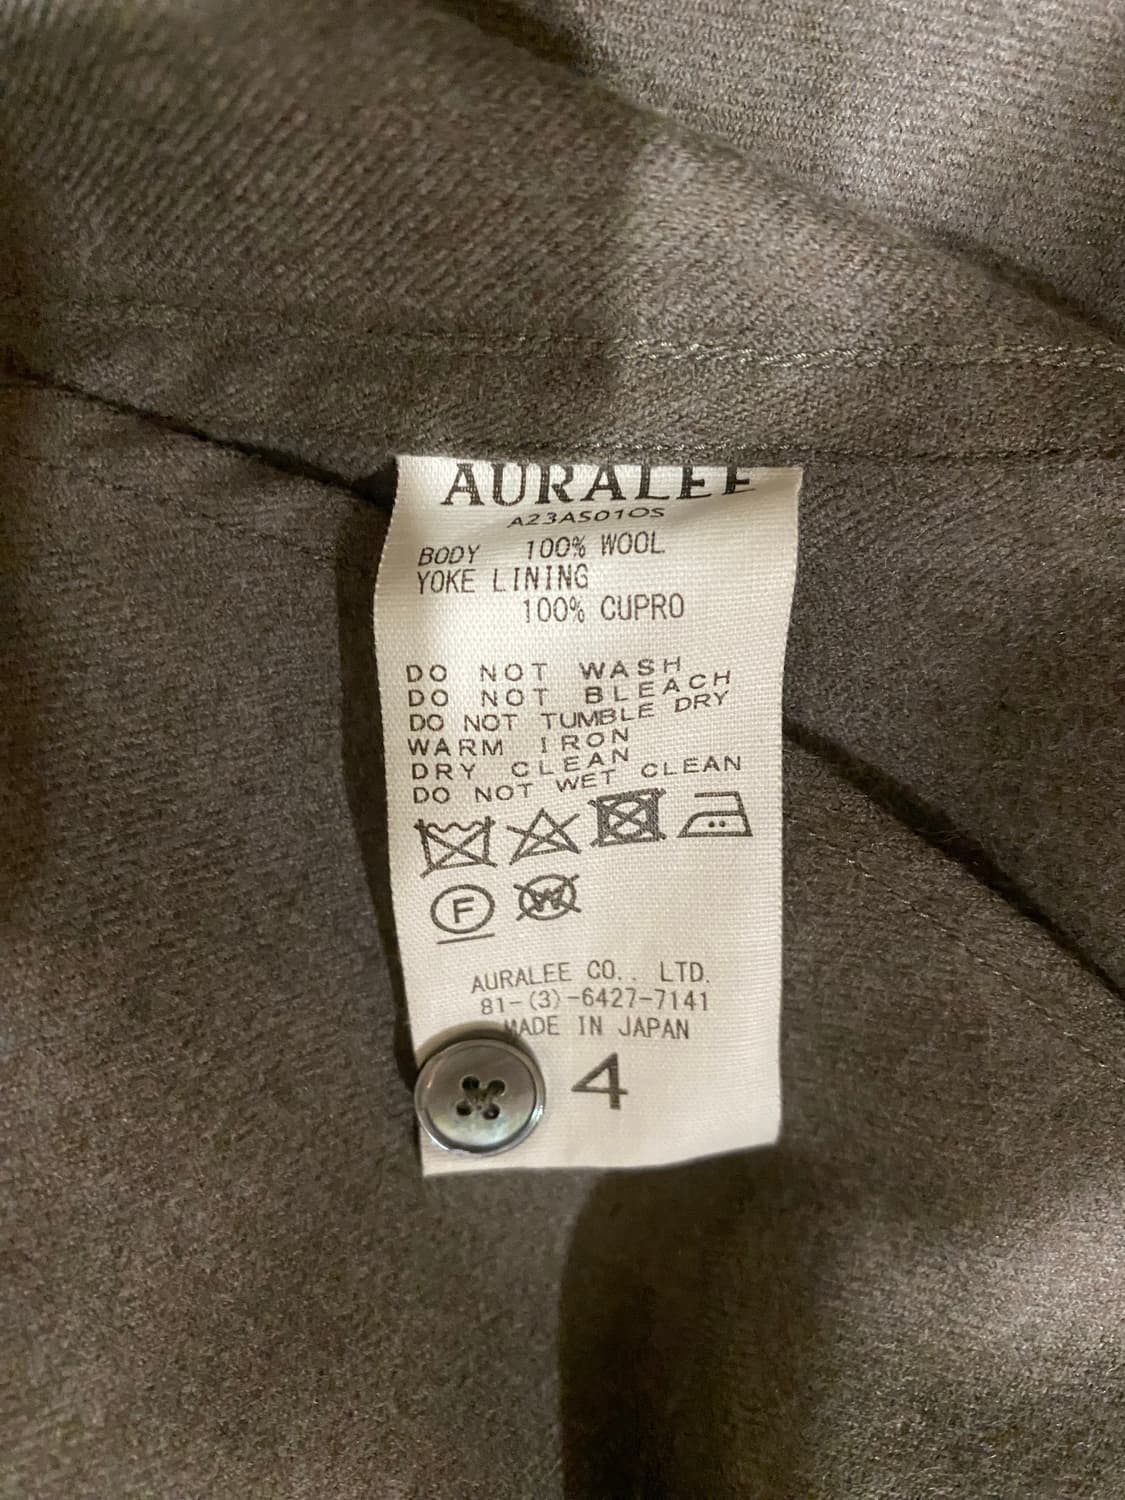 AURALEE
A23AS01OS
BODY 100% WOOL
YOKE LINING
100% CUPRO
DO NOT WASH
DO NOT BLEACH
DO NOT TUMBLE DRY
WARM IRON
DRY CLEAN
DO NOT WET CLEAN
F W
AURALEE CO., LTD.
81-(3)-6427-7141
MADE IN JAPAN
4